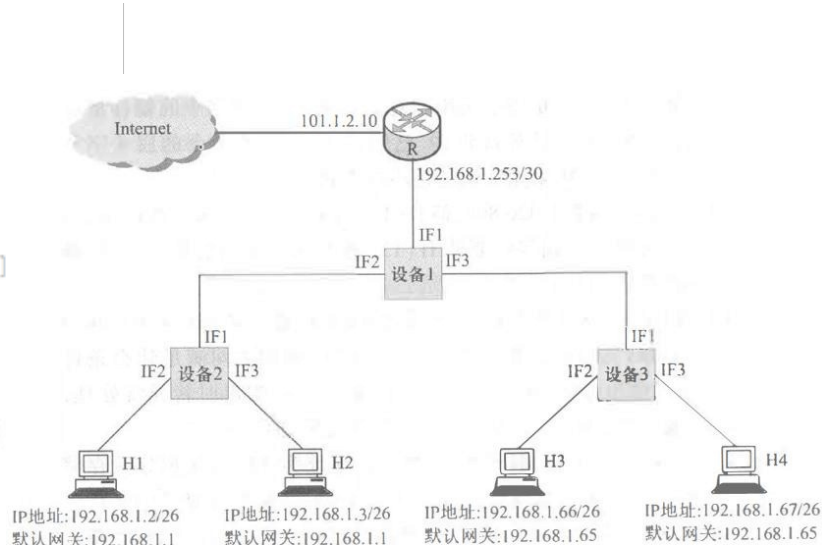 Internet
101.1.2.10
R
192.168.1.253/30
IF1
IF2
设备1
IF3
IF1
IF2
设备2
IF3
IF1
IF2
设备3
IF3
H1
H2
H3
H4
IP地址:192.168.1.2/26
默认网关:192.168.1.1
IP地址:192.168.1.3/26
默认网关:192.168.1.1
IP地址:192.168.1.66/26
默认网关:192.168.1.65
IP地址:192.168.1.67/26
默认网关:192.168.1.65